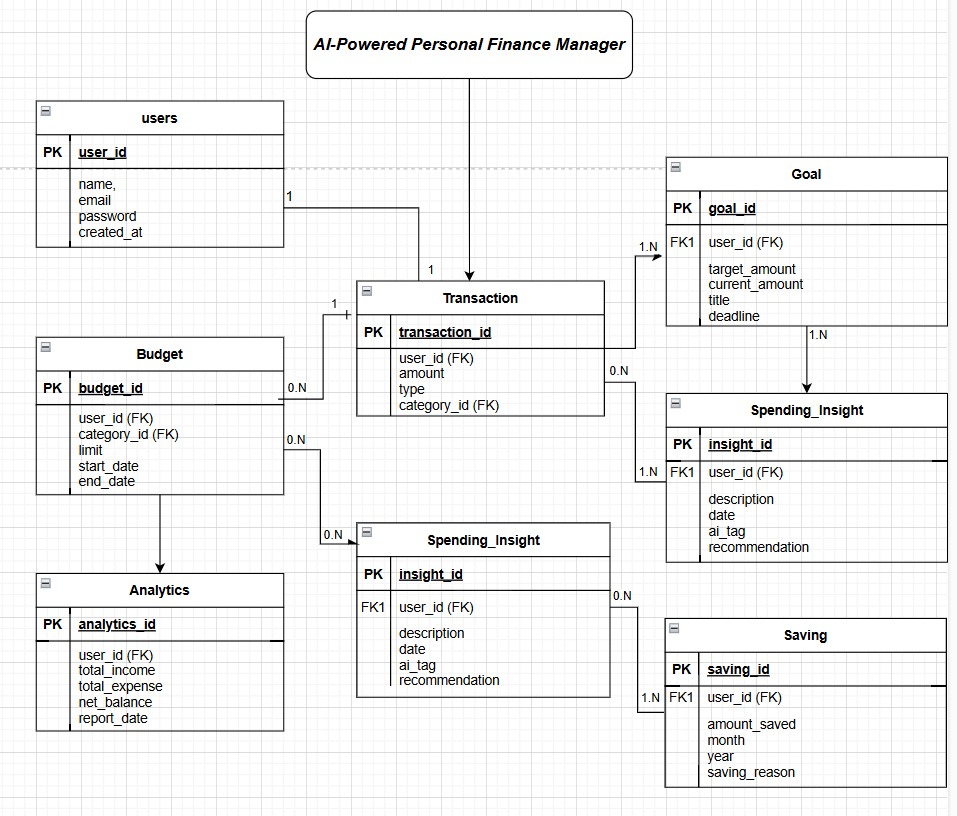 AI-Powered Personal Finance Manager
users
PK user_id
name,
email
password
created_at
1
1
Goal
PK goal_id
FK1 user_id (FK)
target_amount
current_amount
title
deadline
1.N
1.N
Transaction
PK transaction_id
user_id (FK)
amount
type
category_id (FK)
1
0.N
0.N
1.N
Budget
PK budget_id
user_id (FK)
category_id (FK)
limit
start_date
end_date
0.N
0.N
Spending_Insight
PK insight_id
FK1 user_id (FK)
description
date
ai_tag
recommendation
Spending_Insight
PK insight_id
FK1 user_id (FK)
description
date
ai_tag
recommendation
0.N
1.N
Analytics
PK analytics_id
user_id (FK)
total_income
total_expense
net_balance
report_date
Saving
PK saving_id
FK1 user_id (FK)
amount_saved
month
year
saving_reason